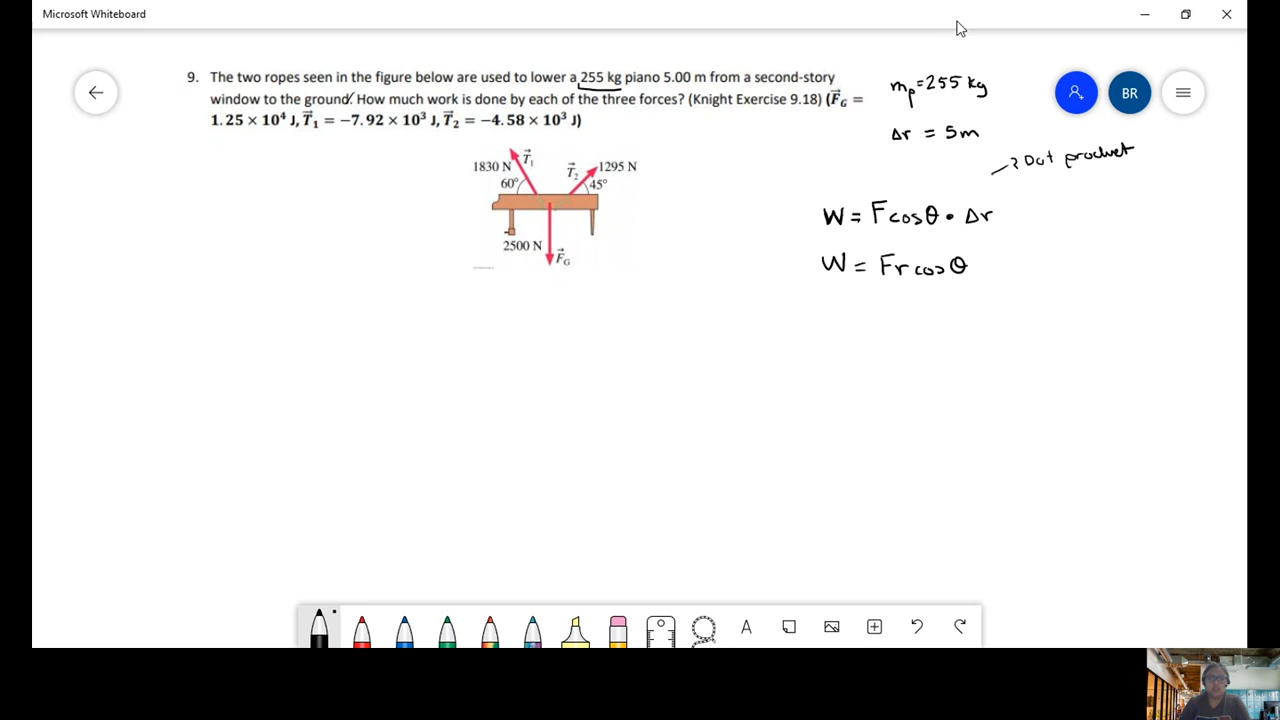 Microsoft Whiteboard
9. The two ropes seen in the figure below are used to lower a 255 kg piano 5.00 m from a second-story
window to the ground. How much work is done by each of the three forces? (Knight Exercise 9.18) (F⃗G =
1.25 × 10⁴ J, T⃗1 = −7.92 × 10³ J, T⃗2 = −4.58 × 10³ J)
1830 N
T⃗1
60°
T⃗2
1295 N
45°
2500 N
F⃗G
mp=255 kg
Δr = 5m
Dot product
W = Fcosθ • Δr
W = Fr cosθ
BR
A